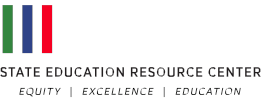 STATE EDUCATION RESOURCE CENTER
EQUITY | EXCELLENCE | EDUCATION